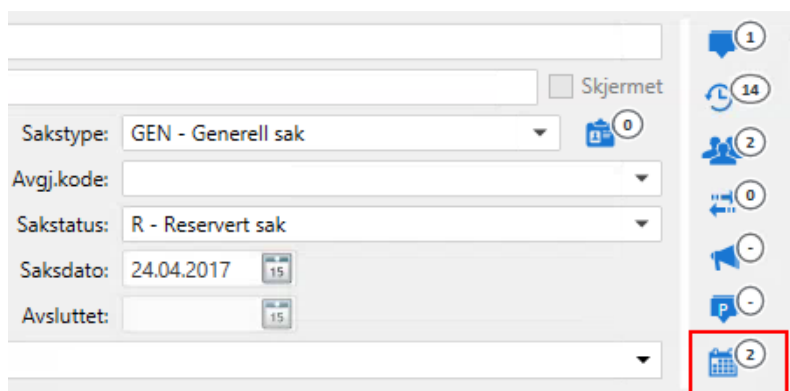 1
Skjermet
14
Sakstype: GEN - Generell sak 0
2
Avgj.kode:
0
Sakstatus: R - Reservert sak
-
Saksdato: 24.04.2017 15
P -
Avsluttet: 15
2